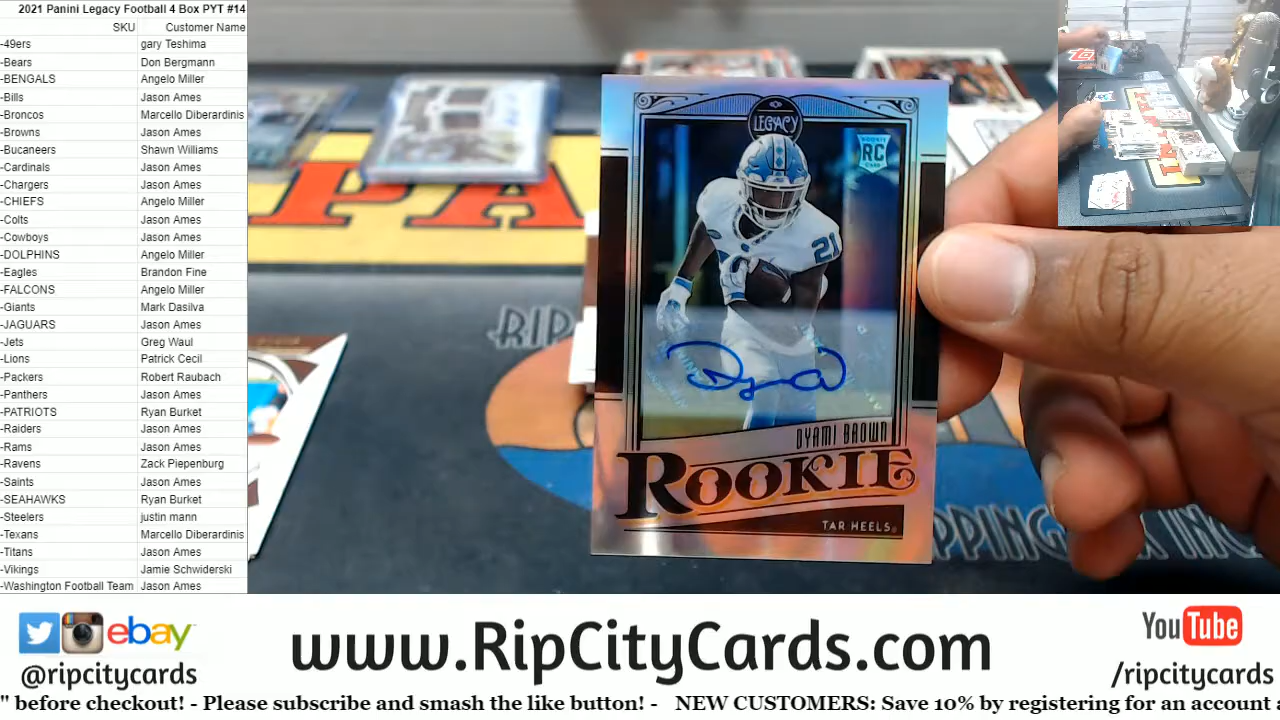 2021 Panini Legacy Football 4 Box PYT #14
SKU Customer Name
-49ers gary Teshima
-Bears Don Bergmann
-BENGALS Angelo Miller
-Bills Jason Ames
-Broncos Marcello Diberardinis
-Browns Jason Ames
-Bucaneers Shawn Williams
-Cardinals Jason Ames
-Chargers Jason Ames
-CHIEFS Angelo Miller
-Colts Jason Ames
-Cowboys Jason Ames
-DOLPHINS Angelo Miller
-Eagles Brandon Fine
-FALCONS Angelo Miller
-Giants Mark Dasilva
-JAGUARS Jason Ames
-Jets Greg Waul
-Lions Patrick Cecil
-Packers Robert Raubach
-Panthers Jason Ames
-PATRIOTS Ryan Burket
-Raiders Jason Ames
-Rams Jason Ames
-Ravens Zack Piepenburg
-Saints Jason Ames
-SEAHAWKS Ryan Burket
-Steelers justin mann
-Texans Marcello Diberardinis
-Titans Jason Ames
-Vikings Jamie Schwiderski
-Washington Football Team Jason Ames
PA
RIP
LEGACY
ROOKIE
RC
CARD
21
DYAMI BROWN
ROOKIE
TAR HEELS
ebay
@ripcitycards
www.RipCityCards.com
YouTube
/ripcitycards
" before checkout! - Please subscribe and smash the like button! - NEW CUSTOMERS: Save 10% by registering for an account